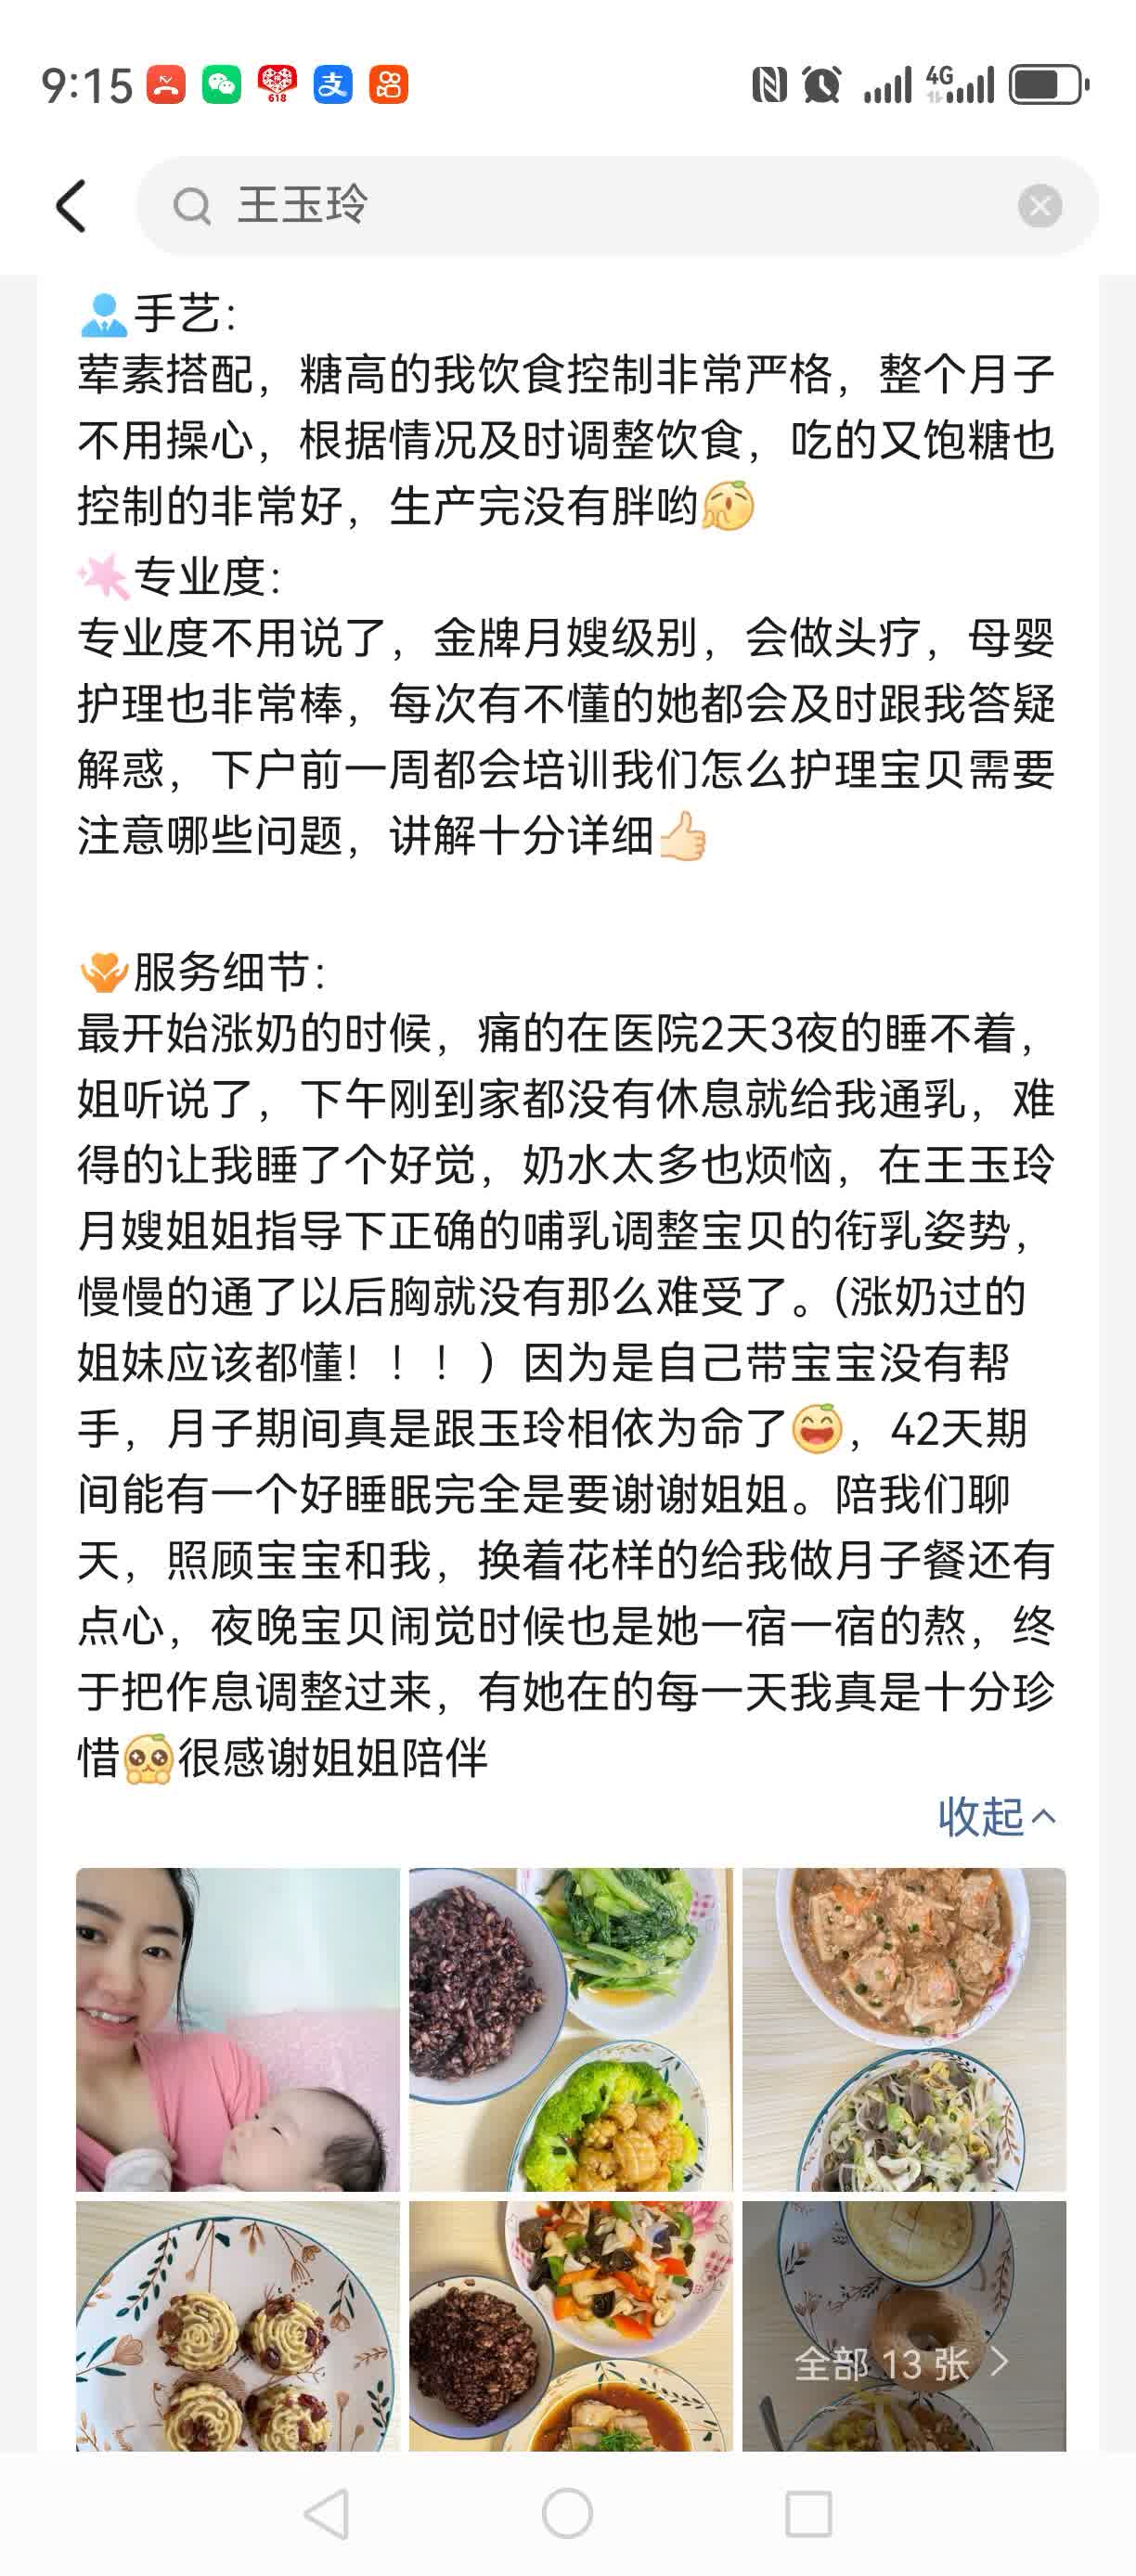 9:15
618
支
4G
王玉玲
手艺：
荤素搭配，糖高的我饮食控制非常严格，整个月子
不用操心，根据情况及时调整饮食，吃的又饱糖也
控制的非常好，生产完没有胖哟
专业度：
专业度不用说了，金牌月嫂级别，会做头疗，母婴
护理也非常棒，每次有不懂的她都会及时跟我答疑
解惑，下户前一周都会培训我们怎么护理宝贝需要
注意哪些问题，讲解十分详细
服务细节：
最开始涨奶的时候，痛的在医院2天3夜的睡不着，
姐听说了，下午刚到家都没有休息就给我通乳，难
得的让我睡了个好觉，奶水太多也烦恼，在王玉玲
月嫂姐姐指导下正确的哺乳调整宝贝的衔乳姿势，
慢慢的通了以后胸就没有那么难受了。(涨奶过的
姐妹应该都懂！！！）因为是自己带宝宝没有帮
手，月子期间真是跟玉玲相依为命了，42天期
间能有一个好睡眠完全是要谢谢姐姐。陪我们聊
天，照顾宝宝和我，换着花样的给我做月子餐还有
点心，夜晚宝贝闹觉时候也是她一宿一宿的熬，终
于把作息调整过来，有她在的每一天我真是十分珍
惜很感谢姐姐陪伴
收起
全部 13 张